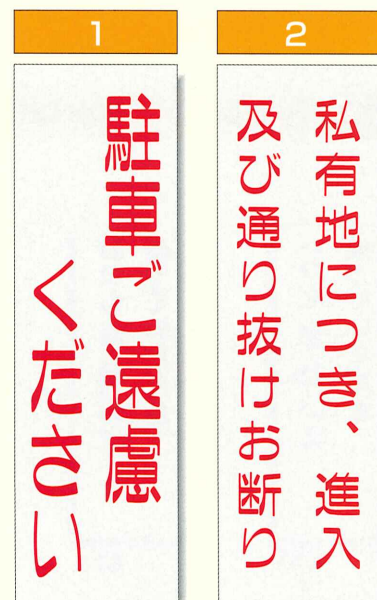 1
駐車ご遠慮
ください
2
私有地につき、進入
及び通り抜けお断り